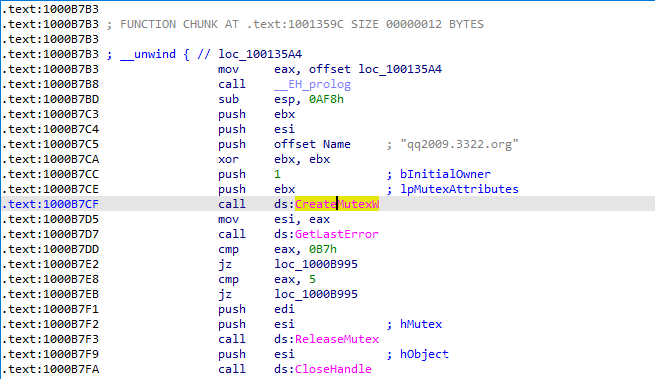 .text:1000B7B3
.text:1000B7B3 ; FUNCTION CHUNK AT .text:1001359C SIZE 00000012 BYTES
.text:1000B7B3
.text:1000B7B3 ; __unwind { // loc_100135A4
.text:1000B7B3 mov eax, offset loc_100135A4
.text:1000B7B8 call __EH_prolog
.text:1000B7BD sub esp, 0AF8h
.text:1000B7C3 push ebx
.text:1000B7C4 push esi
.text:1000B7C5 push offset Name ; "qq2009.3322.org"
.text:1000B7CA xor ebx, ebx
.text:1000B7CC push 1 ; bInitialOwner
.text:1000B7CE push ebx ; lpMutexAttributes
.text:1000B7CF call ds:CreateMutexW
.text:1000B7D5 mov esi, eax
.text:1000B7D7 call ds:GetLastError
.text:1000B7DD cmp eax, 0B7h
.text:1000B7E2 jz loc_1000B995
.text:1000B7E8 cmp eax, 5
.text:1000B7EB jz loc_1000B995
.text:1000B7F1 push edi
.text:1000B7F2 push esi ; hMutex
.text:1000B7F3 call ds:ReleaseMutex
.text:1000B7F9 push esi ; hObject
.text:1000B7FA call ds:CloseHandle